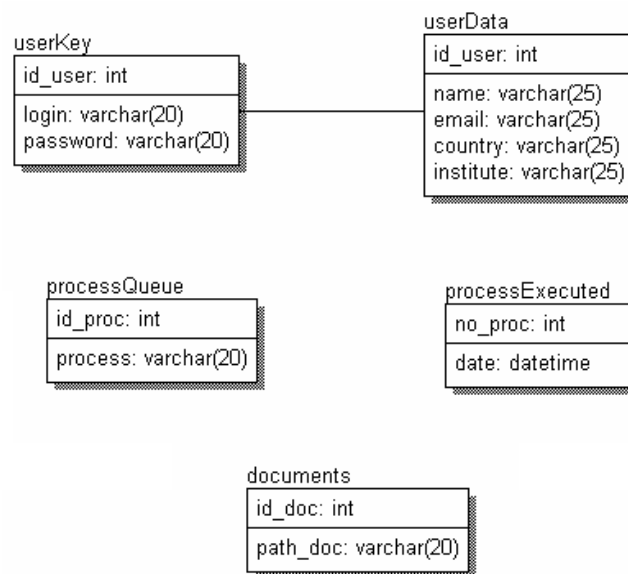 userKey
id_user: int
login: varchar(20)
password: varchar(20)
userData
id_user: int
name: varchar(25)
email: varchar(25)
country: varchar(25)
institute: varchar(25)
processQueue
id_proc: int
process: varchar(20)
processExecuted
no_proc: int
date: datetime
documents
id_doc: int
path_doc: varchar(20)